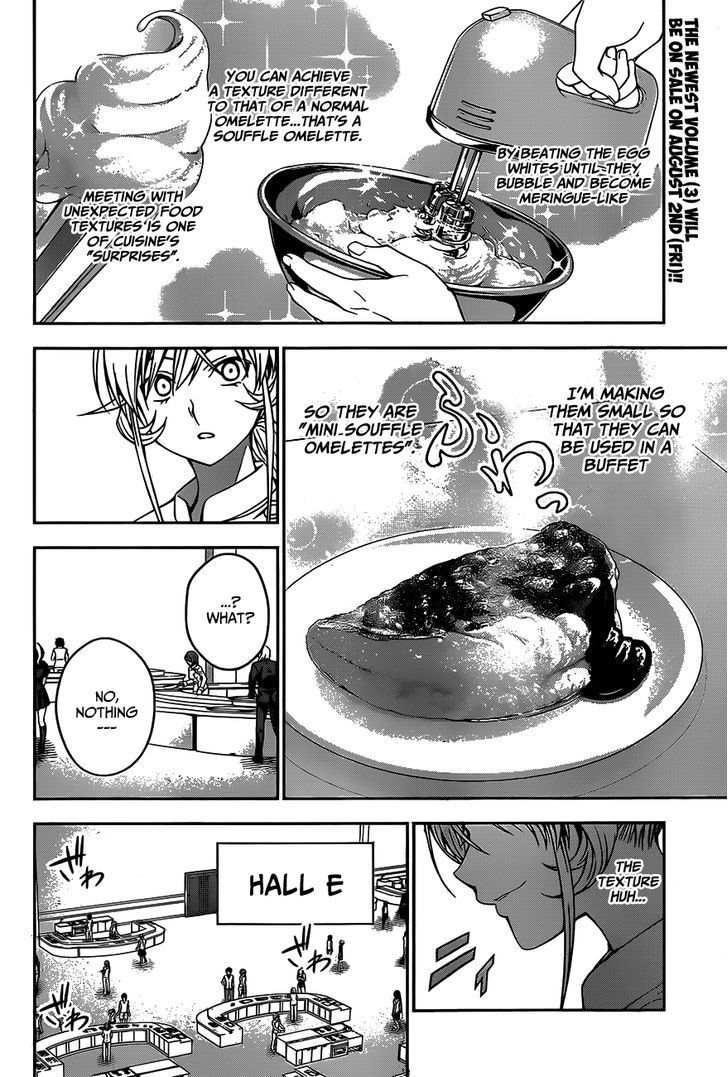 THE NEWEST VOLUME (3) WILL
BE ON SALE ON AUGUST 2ND (FRI)!!
BY BEATING THE EGG
WHITES UNTIL THEY
BUBBLE AND BECOME
MERINGUE-LIKE
YOU CAN ACHIEVE
A TEXTURE DIFFERENT
TO THAT OF A NORMAL
OMELETTE...THAT'S A
SOUFFLE OMELETTE.
MEETING WITH
UNEXPECTED FOOD
TEXTURES IS ONE
OF CUISINE'S
"SURPRISES".
I'M MAKING
THEM SMALL SO
THAT THEY CAN
BE USED IN A
BUFFET
ふわ
SO THEY ARE
"MINI SOUFFLE
OMELETTES".
...?
WHAT?
NO,
NOTHING
---
THE
TEXTURE
HUH...
ニィ
HALL E
ざわ
ざわ
ざわ